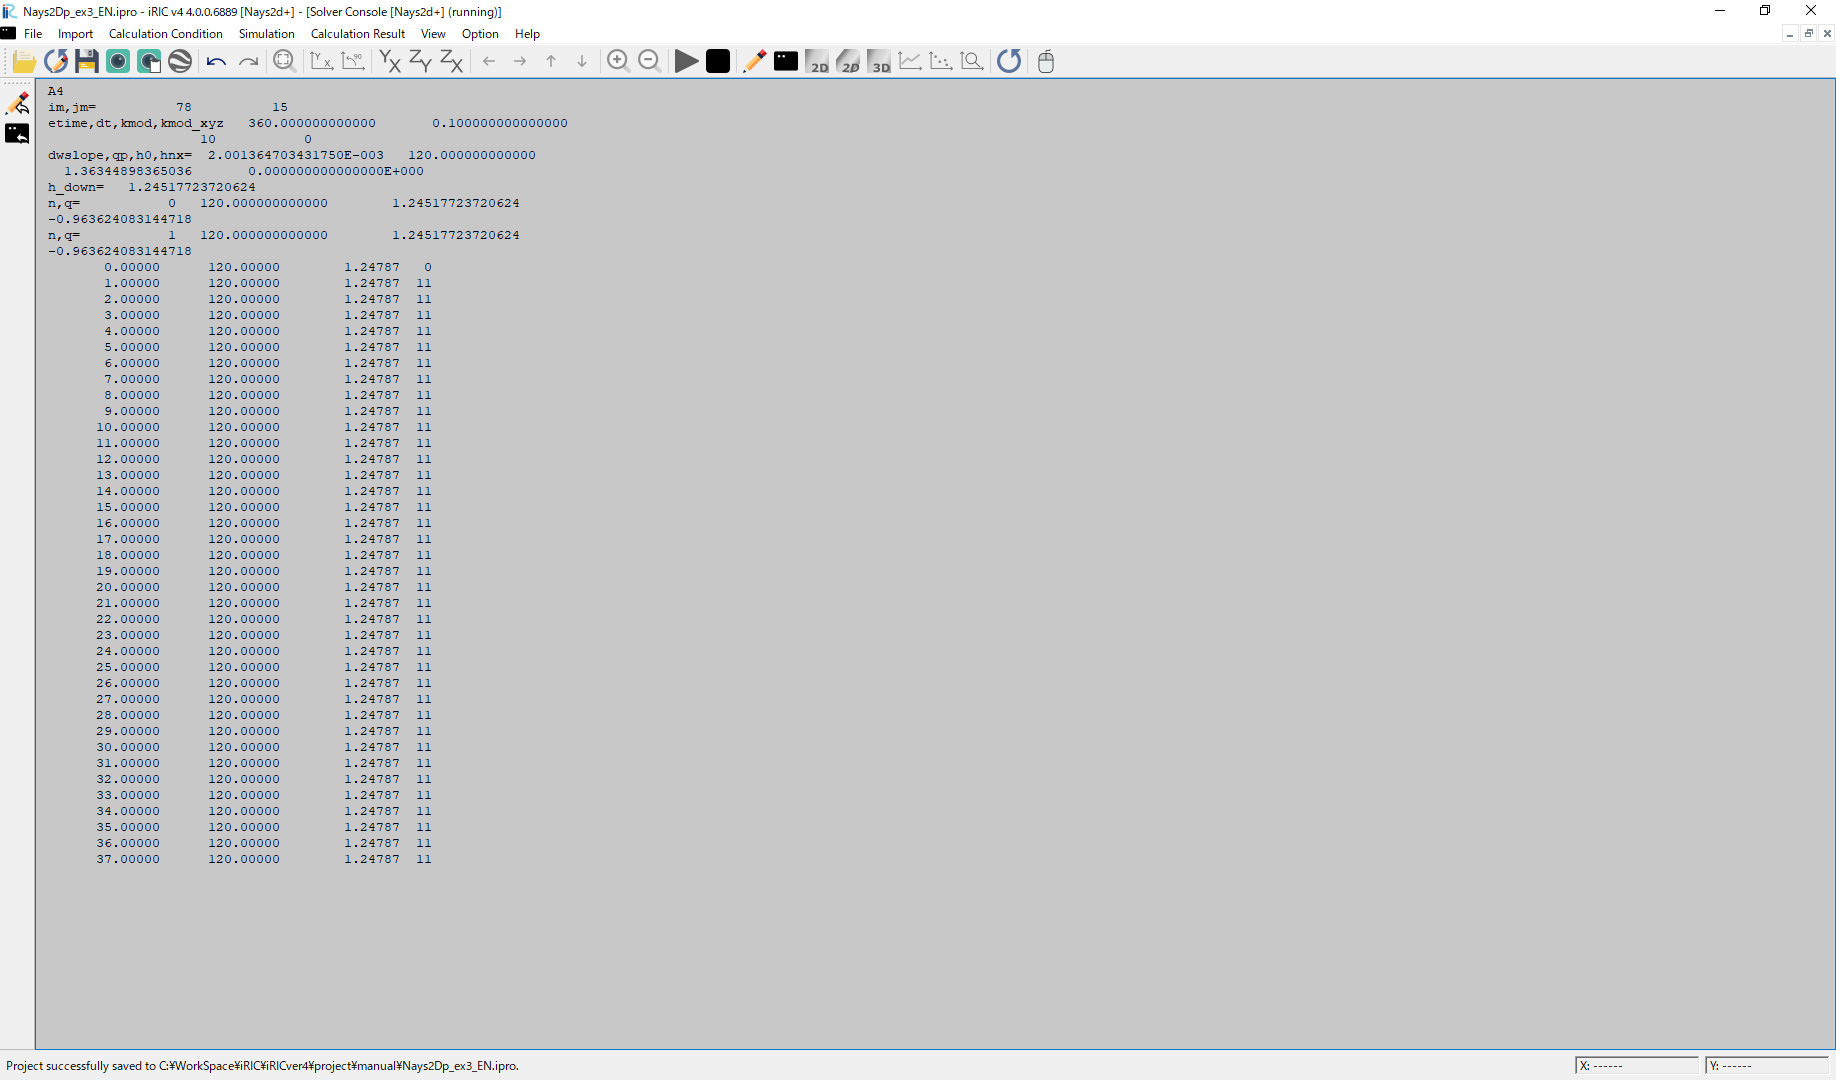 Nays2Dp_ex3_EN.ipro - iRIC v4 4.0.0.6889 [Nays2d+] - [Solver Console [Nays2d+] (running)]
File Import Calculation Condition Simulation Calculation Result View Option Help
A4
im,jm= 78 15
etime,dt,kmod,kmod_xyz 360.000000000000 0.100000000000000
10 0
dwslope,qp,h0,hnx= 2.001364703431750E-003 120.000000000000
1.36344898365036 0.000000000000000E+000
h_down= 1.24517723720624
n,q= 0 120.000000000000 1.24517723720624
-0.963624083144718
n,q= 1 120.000000000000 1.24517723720624
-0.963624083144718
0.00000 120.00000 1.24787 0
1.00000 120.00000 1.24787 11
2.00000 120.00000 1.24787 11
3.00000 120.00000 1.24787 11
4.00000 120.00000 1.24787 11
5.00000 120.00000 1.24787 11
6.00000 120.00000 1.24787 11
7.00000 120.00000 1.24787 11
8.00000 120.00000 1.24787 11
9.00000 120.00000 1.24787 11
10.00000 120.00000 1.24787 11
11.00000 120.00000 1.24787 11
12.00000 120.00000 1.24787 11
13.00000 120.00000 1.24787 11
14.00000 120.00000 1.24787 11
15.00000 120.00000 1.24787 11
16.00000 120.00000 1.24787 11
17.00000 120.00000 1.24787 11
18.00000 120.00000 1.24787 11
19.00000 120.00000 1.24787 11
20.00000 120.00000 1.24787 11
21.00000 120.00000 1.24787 11
22.00000 120.00000 1.24787 11
23.00000 120.00000 1.24787 11
24.00000 120.00000 1.24787 11
25.00000 120.00000 1.24787 11
26.00000 120.00000 1.24787 11
27.00000 120.00000 1.24787 11
28.00000 120.00000 1.24787 11
29.00000 120.00000 1.24787 11
30.00000 120.00000 1.24787 11
31.00000 120.00000 1.24787 11
32.00000 120.00000 1.24787 11
33.00000 120.00000 1.24787 11
34.00000 120.00000 1.24787 11
35.00000 120.00000 1.24787 11
36.00000 120.00000 1.24787 11
37.00000 120.00000 1.24787 11
Project successfully saved to C:¥WorkSpace¥iRIC¥iRICver4¥project¥manual¥Nays2Dp_ex3_EN.ipro. X: ------ Y: ------